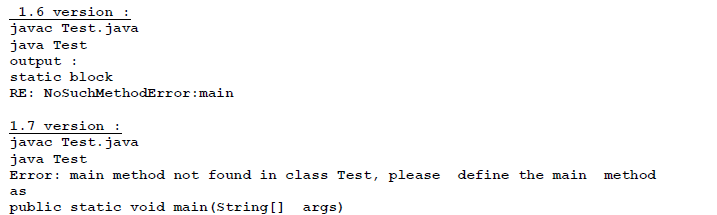 1.6 version :
javac Test.java
java Test
output :
static block
RE: NoSuchMethodError:main
1.7 version :
javac Test.java
java Test
Error: main method not found in class Test, please define the main method
as
public static void main(String[] args)